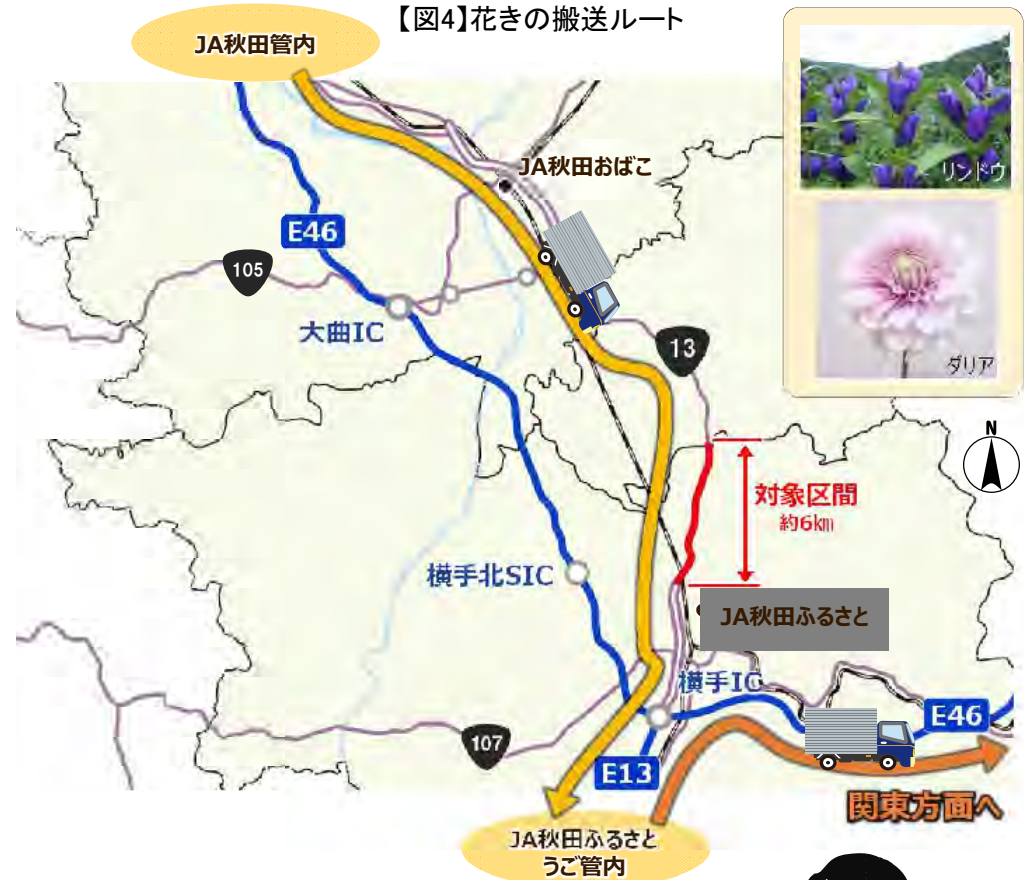 【図4】花きの搬送ルート
JA秋田管内
リンドウ
JA秋田おばこ
E46
105
大曲IC
13
ダリア
N
対象区間
約6㎞
横手北SIC
JA秋田ふるさと
横手IC
E46
107
E13
関東方面へ
JA秋田ふるさと
うご管内